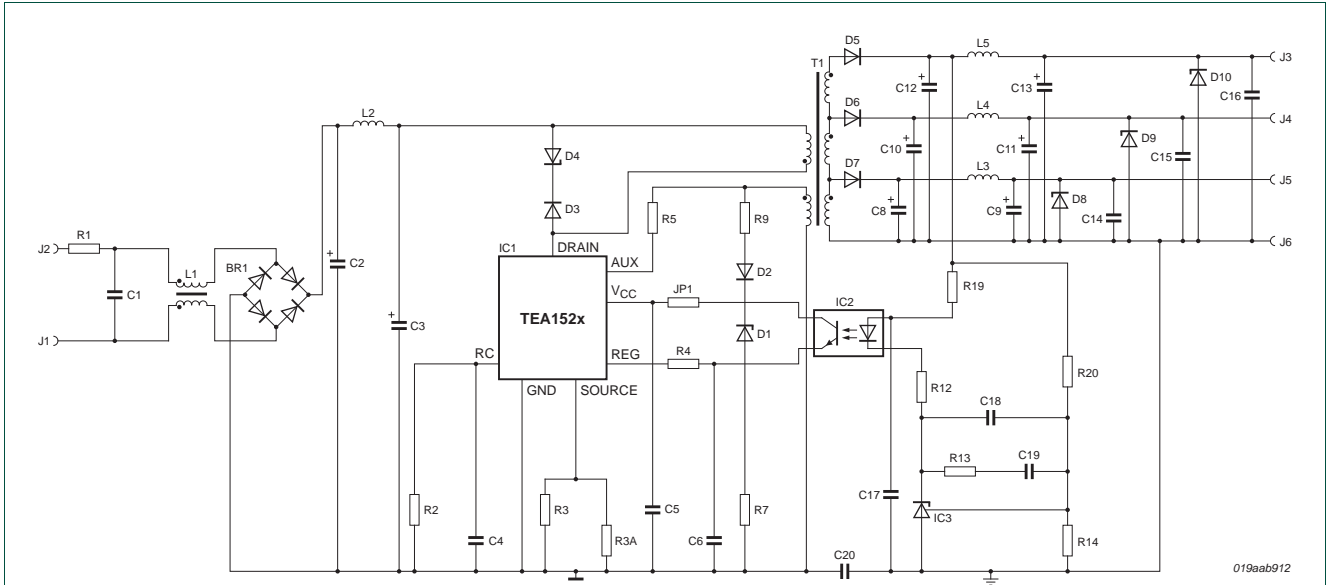 D5
L5
J3
T1
C12
+
C13
+
D10
C16
D6
L4
J4
L2
C10
+
C11
+
D9
C15
D4
D7
L3
J5
D3
R5
R9
C8
+
C9
+
D8
C14
J2
R1
IC1
DRAIN
J6
L1
BR1
+
C2
AUX
D2
R19
C1
VCC
JP1
IC2
+
C3
TEA152x
D1
J1
RC
REG
R4
R12
R20
GND
SOURCE
C18
R13
C19
R2
R3
C5
R7
C17
IC3
C4
R3A
C6
R14
C20
019aab912